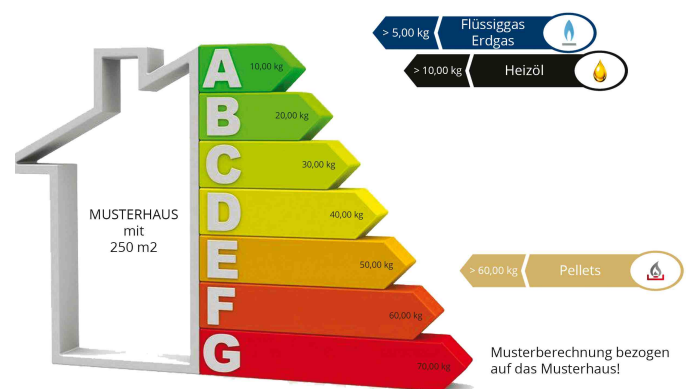 > 5,00 kg
Flüssiggas
Erdgas
> 10,00 kg
Heizöl
A
10,00 kg
B
20,00 kg
C
30,00 kg
D
40,00 kg
E
50,00 kg
F
60,00 kg
G
70,00 kg
MUSTERHAUS
mit
250 m2
> 60,00 kg
Pellets
Musterberechnung bezogen
auf das Musterhaus!